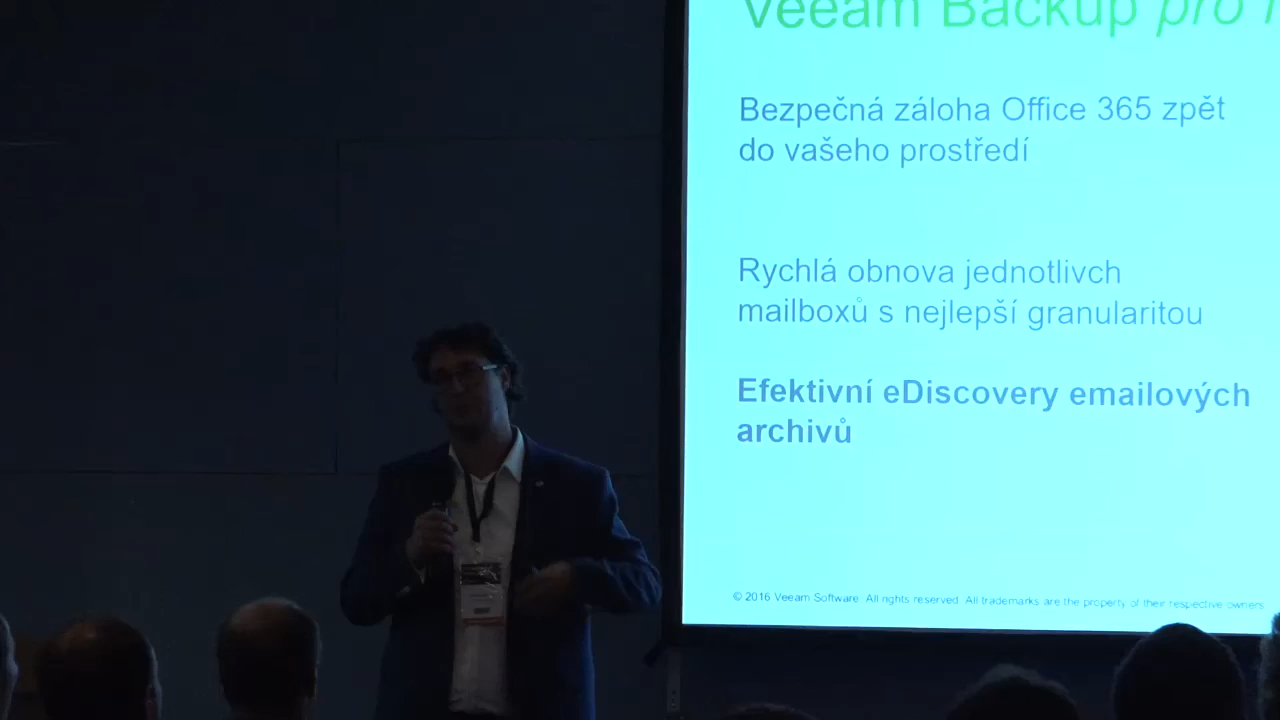 Veeam Backup pro
Bezpečná záloha Office 365 zpět
do vašeho prostředí
Rychlá obnova jednotlivch
mailboxů s nejlepší granularitou
Efektivní eDiscovery emailových
archivů
© 2016 Veeam Software. All rights reserved. All trademarks are the property of their respective owners